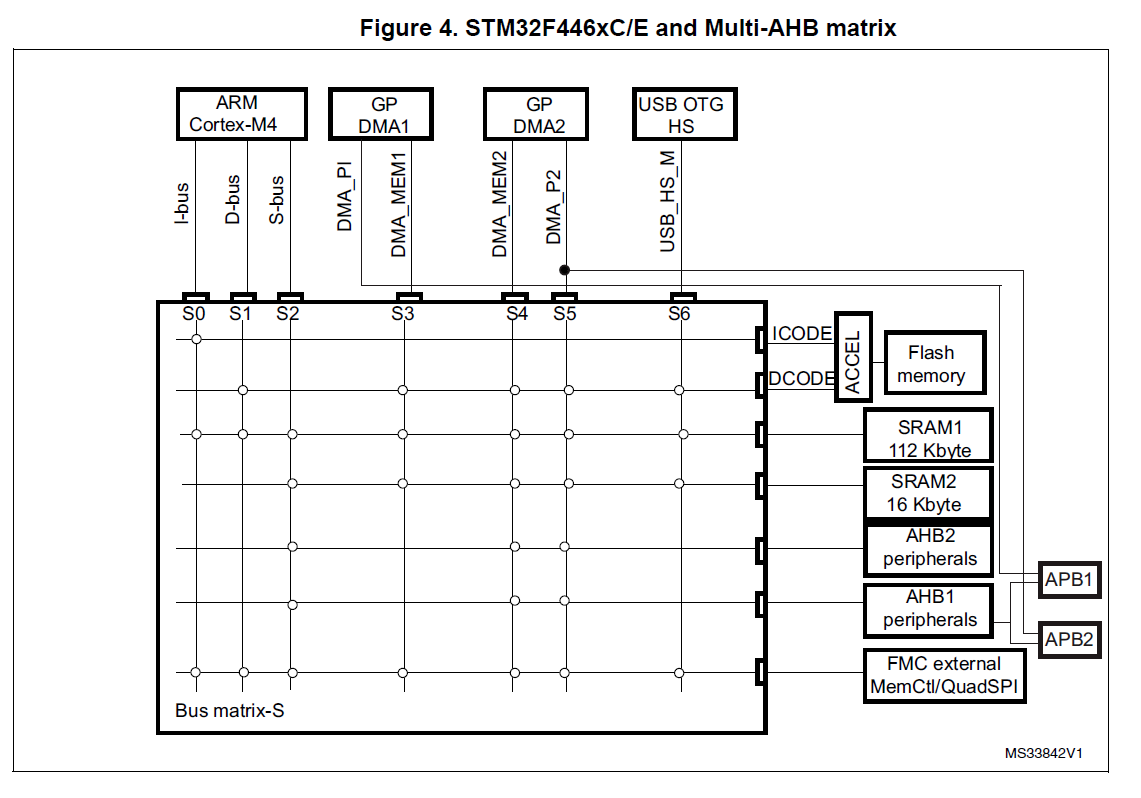 Figure 4. STM32F446xC/E and Multi-AHB matrix
ARM
Cortex-M4
GP
DMA1
GP
DMA2
USB OTG
HS
I-bus
D-bus
S-bus
DMA_PI
DMA_MEM1
DMA_MEM2
DMA_P2
USB_HS_M
S0
S1
S2
S3
S4
S5
S6
ICODE
DCODE
ACCEL
Flash
memory
SRAM1
112 Kbyte
SRAM2
16 Kbyte
AHB2
peripherals
AHB1
peripherals
APB1
APB2
FMC external
MemCtl/QuadSPI
Bus matrix-S
MS33842V1